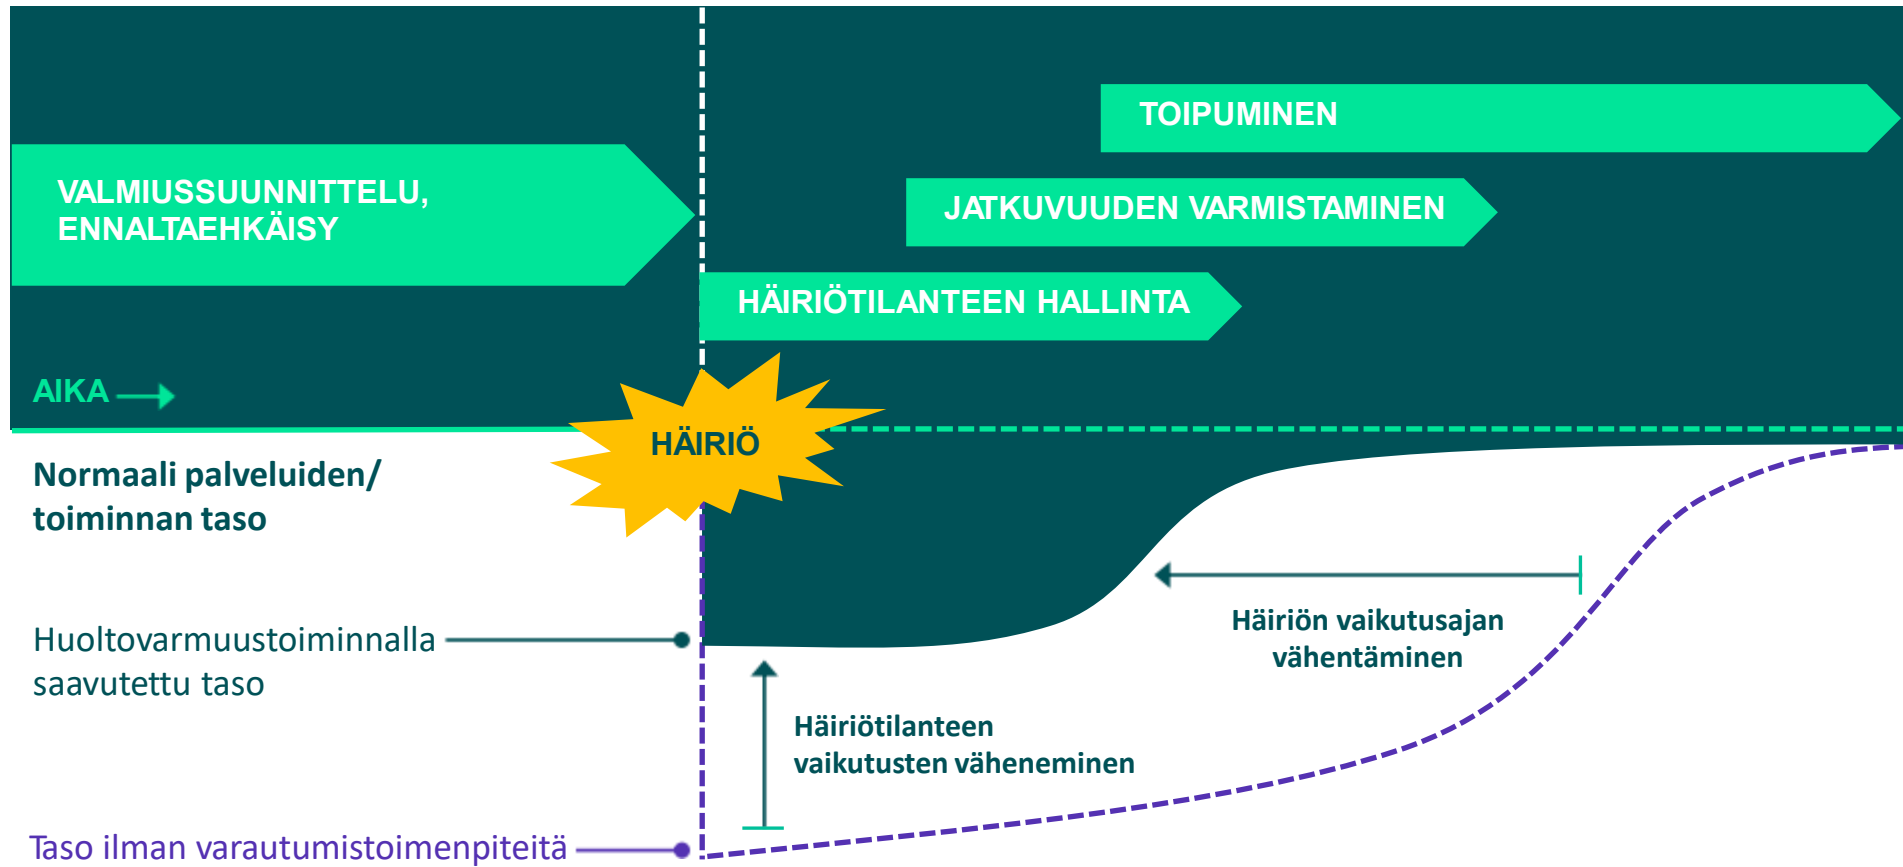 TOIPUMINEN
VALMIUSSUUNNITTELU,
ENNALTAEHKÄISY
JATKUVUUDEN VARMISTAMINEN
HÄIRIÖTILANTEEN HALLINTA
AIKA
HÄIRIÖ
Normaali palveluiden/
toiminnan taso
Huoltovarmuustoiminnalla
saavutettu taso
Häiriön vaikutusajan
vähentäminen
Häiriötilanteen
vaikutusten väheneminen
Taso ilman varautumistoimenpiteitä